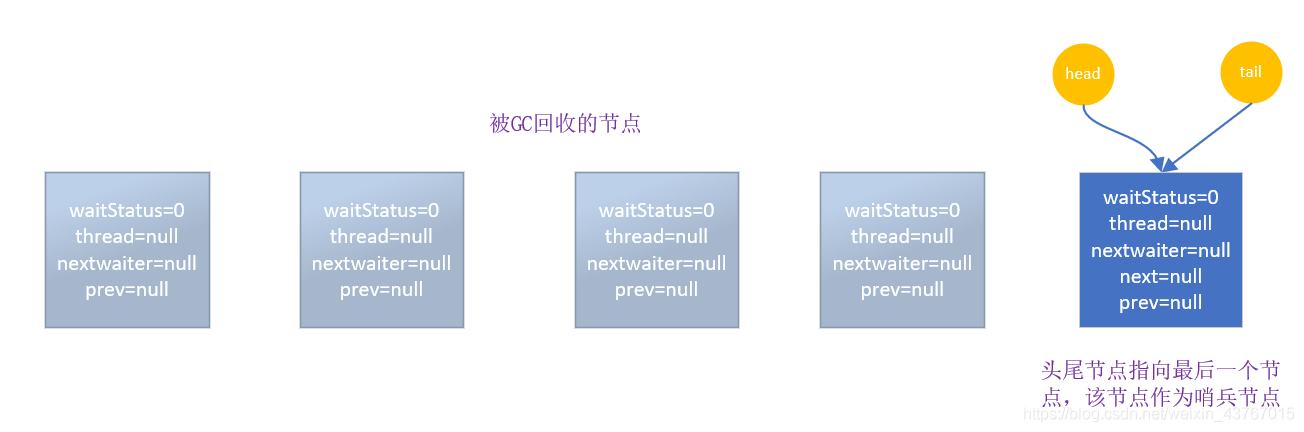 head
tail
被GC回收的节点
waitStatus=0
thread=null
nextwaiter=null
prev=null
waitStatus=0
thread=null
nextwaiter=null
prev=null
waitStatus=0
thread=null
nextwaiter=null
prev=null
waitStatus=0
thread=null
nextwaiter=null
prev=null
waitStatus=0
thread=null
nextwaiter=null
next=null
prev=null
头尾节点指向最后一个节
点，该节点作为哨兵节点
https://blog.csdn.net/weixin_43767015